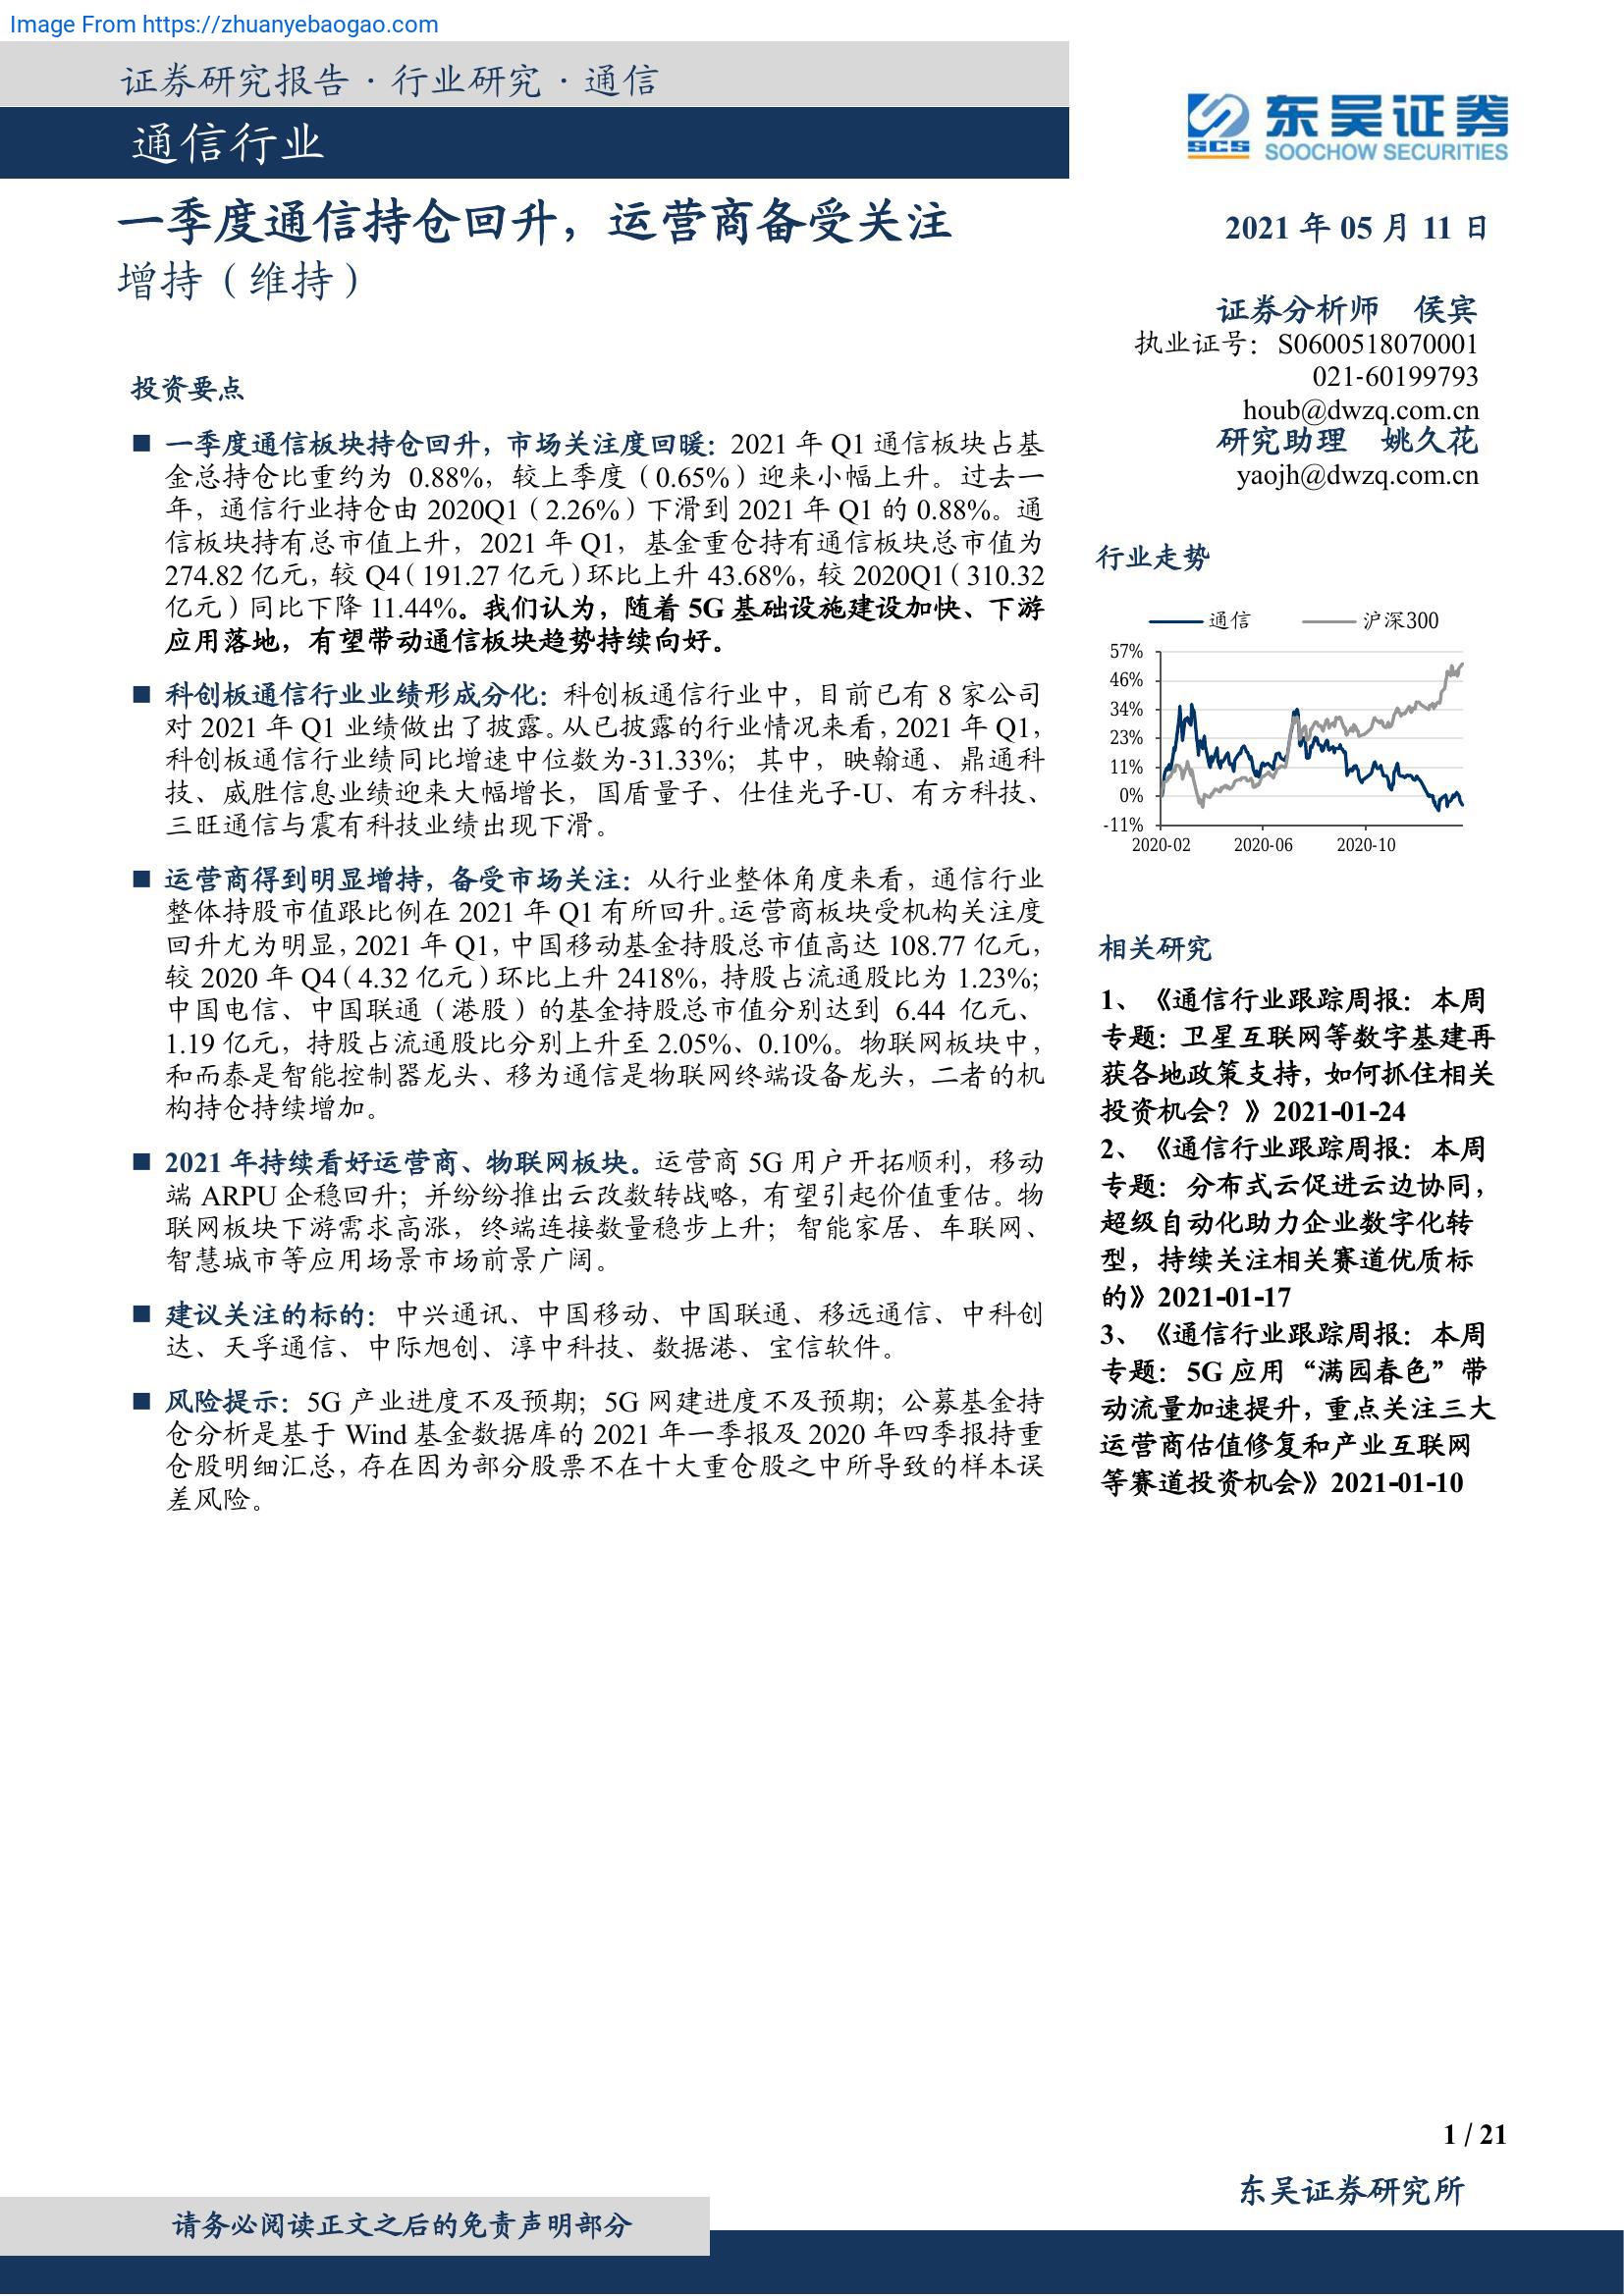 Image From https://zhuanyebaogao.com
证券研究报告·行业研究·通信
通信行业
SCS
东吴证券
SOOCHOW SECURITIES
一季度通信持仓回升，运营商备受关注
增持（维持）
投资要点
■ 一季度通信板块持仓回升，市场关注度回暖：2021 年 Q1 通信板块占基
金总持仓比重约为 0.88%，较上季度（0.65%）迎来小幅上升。过去一
年，通信行业持仓由 2020Q1（2.26%）下滑到 2021 年 Q1 的 0.88%。通
信板块持有总市值上升，2021 年 Q1，基金重仓持有通信板块总市值为
274.82 亿元，较 Q4（191.27 亿元）环比上升 43.68%，较 2020Q1（310.32
亿元）同比下降 11.44%。我们认为，随着 5G 基础设施建设加快、下游
应用落地，有望带动通信板块趋势持续向好。
■ 科创板通信行业业绩形成分化：科创板通信行业中，目前已有 8 家公司
对 2021 年 Q1 业绩做出了披露。从已披露的行业情况来看，2021 年 Q1，
科创板通信行业业绩同比增速中位数为-31.33%；其中，映翰通、鼎通科
技、威胜信息业绩迎来大幅增长，国盾量子、仕佳光子-U、有方科技、
三旺通信与震有科技业绩出现下滑。
■ 运营商得到明显增持，备受市场关注：从行业整体角度来看，通信行业
整体持股市值跟比例在 2021 年 Q1 有所回升。运营商板块受机构关注度
回升尤为明显，2021 年 Q1，中国移动基金持股总市值高达 108.77 亿元，
较 2020 年 Q4（4.32 亿元）环比上升 2418%，持股占流通股比为 1.23%；
中国电信、中国联通（港股）的基金持股总市值分别达到 6.44 亿元、
1.19 亿元，持股占流通股比分别上升至 2.05%、0.10%。物联网板块中，
和而泰是智能控制器龙头、移为通信是物联网终端设备龙头，二者的机
构持仓持续增加。
■ 2021 年持续看好运营商、物联网板块。运营商 5G 用户开拓顺利，移动
端 ARPU 企稳回升；并纷纷推出云改数转战略，有望引起价值重估。物
联网板块下游需求高涨，终端连接数量稳步上升；智能家居、车联网、
智慧城市等应用场景市场前景广阔。
■ 建议关注的标的：中兴通讯、中国移动、中国联通、移远通信、中科创
达、天孚通信、中际旭创、淳中科技、数据港、宝信软件。
■ 风险提示：5G 产业进度不及预期；5G 网建进度不及预期；公募基金持
仓分析是基于 Wind 基金数据库的 2021 年一季报及 2020 年四季报持重
仓股明细汇总，存在因为部分股票不在十大重仓股之中所导致的样本误
差风险。
2021 年 05 月 11 日
证券分析师 侯宾
执业证号：S0600518070001
021-60199793
houb@dwzq.com.cn
研究助理 姚久花
yaojh@dwzq.com.cn
行业走势
通信 沪深300
57%
46%
34%
23%
11%
0%
-11%
2020-02 2020-06 2020-10
相关研究
1、《通信行业跟踪周报：本周
专题：卫星互联网等数字基建再
获各地政策支持，如何抓住相关
投资机会？》2021-01-24
2、《通信行业跟踪周报：本周
专题：分布式云促进云边协同，
超级自动化助力企业数字化转
型，持续关注相关赛道优质标
的》2021-01-17
3、《通信行业跟踪周报：本周
专题：5G 应用“满园春色”带
动流量加速提升，重点关注三大
运营商估值修复和产业互联网
等赛道投资机会》2021-01-10
1 / 21
东吴证券研究所
请务必阅读正文之后的免责声明部分